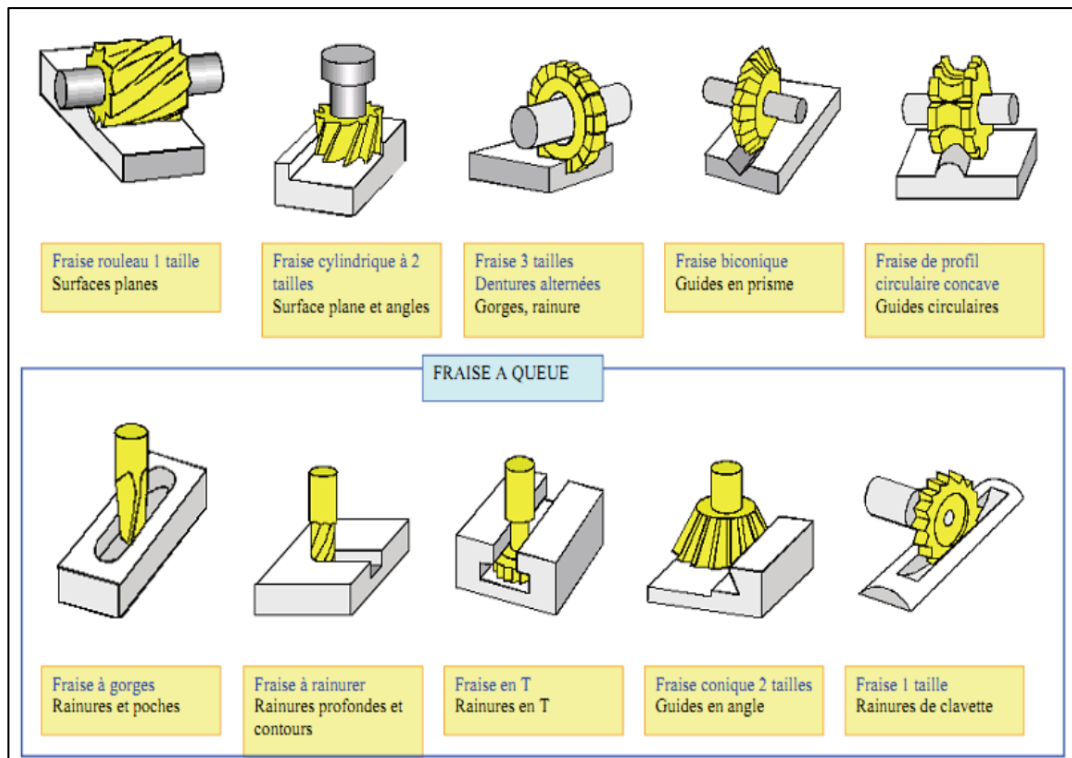 Fraise rouleau 1 taille
Surfaces planes
Fraise cylindrique à 2
tailles
Surface plane et angles
Fraise 3 tailles
Dentures alternées
Gorges, rainure
Fraise biconique
Guides en prisme
Fraise de profil
circulaire concave
Guides circulaires
FRAISE A QUEUE
Fraise à gorges
Rainures et poches
Fraise à rainurer
Rainures profondes et
contours
Fraise en T
Rainures en T
Fraise conique 2 tailles
Guides en angle
Fraise 1 taille
Rainures de clavette